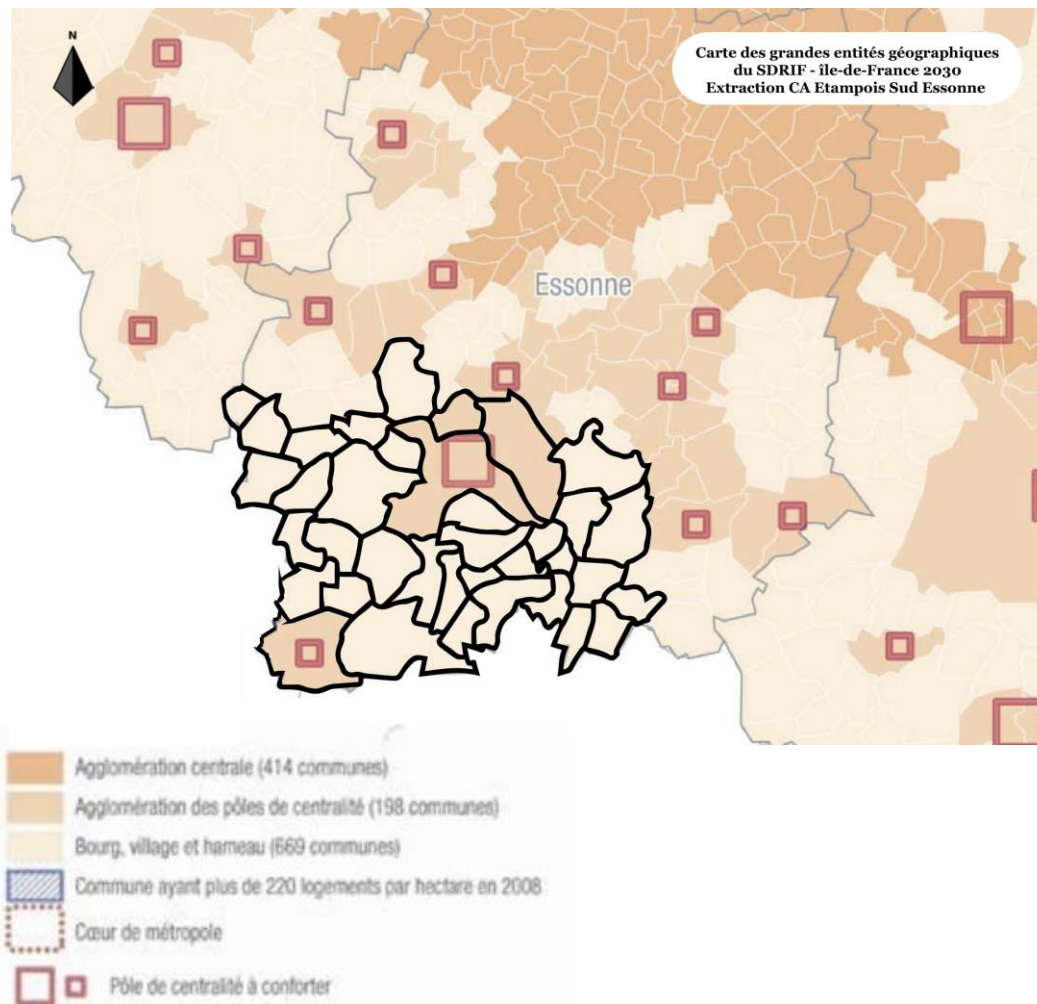 N
Carte des grandes entités géographiques
du SDRIF - île-de-France 2030
Extraction CA Etampois Sud Essonne
Essonne
Agglomération centrale (414 communes)
Agglomération des pôles de centralité (198 communes)
Bourg, village et hameau (669 communes)
Commune ayant plus de 220 logements par hectare en 2008
Cœur de métropole
Pôle de centralité à conforter